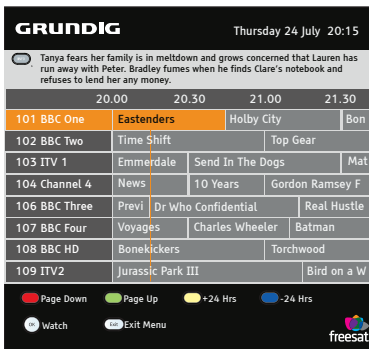 GRUNDIG Thursday 24 July 20:15
Tanya fears her family is in meltdown and grows concerned that Lauren has
run away with Peter. Bradley fumes when he finds Clare's notebook and
refuses to lend her any money.
20.00 20.30 21.00 21.30
101 BBC One Eastenders Holby City Bon
102 BBC Two Time Shift Top Gear
103 ITV 1 Emmerdale Send In The Dogs Mat
104 Channel 4 News 10 Years Gordon Ramsey F
106 BBC Three Previ Dr Who Confidential Real Hustle
107 BBC Four Voyages Charles Wheeler Batman
108 BBC HD Bonekickers Torchwood
109 ITV2 Jurassic Park III Bird on a W
Page Down Page Up +24 Hrs -24 Hrs
OK Watch Exit Exit Menu
freesat